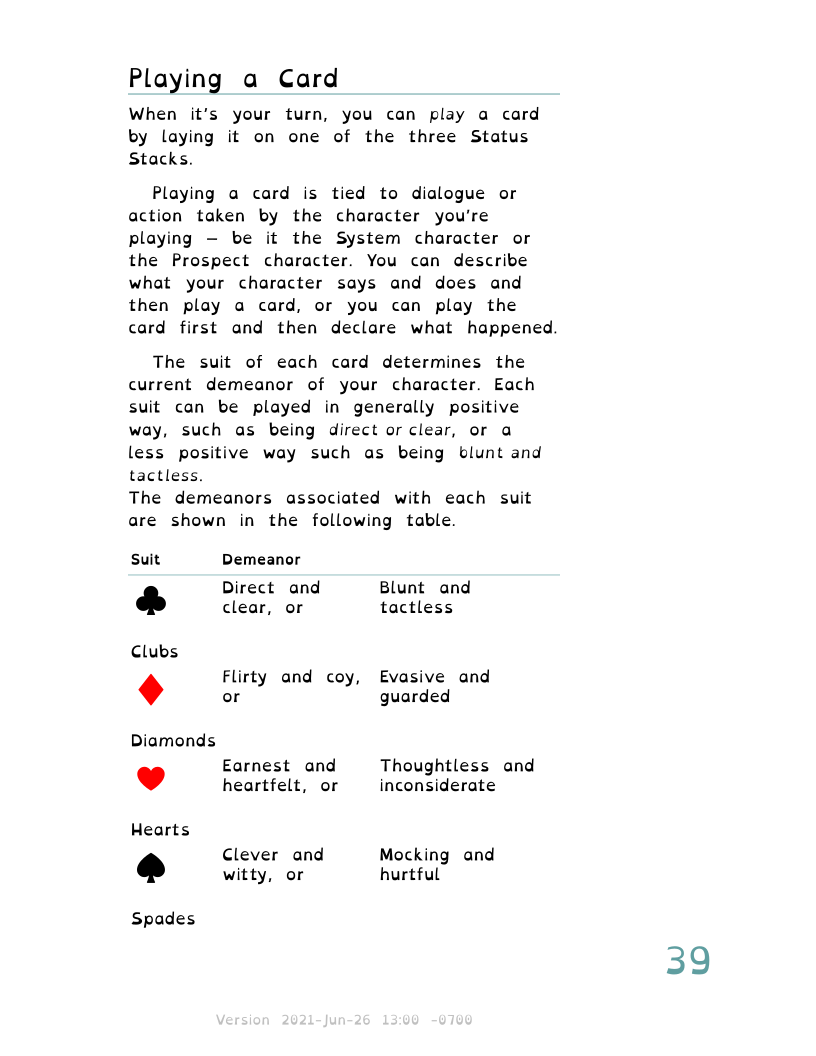 Playing a Card
When it's your turn, you can play a card
by laying it on one of the three Status
Stacks.
Playing a card is tied to dialogue or
action taken by the character you're
playing — be it the System character or
the Prospect character. You can describe
what your character says and does and
then play a card, or you can play the
card first and then declare what happened.
The suit of each card determines the
current demeanor of your character. Each
suit can be played in generally positive
way, such as being direct or clear, or a
less positive way such as being blunt and
tactless.
The demeanors associated with each suit
are shown in the following table.
Suit Demeanor
Direct and Blunt and
clear, or tactless
Clubs
Flirty and coy, Evasive and
or guarded
Diamonds
Earnest and Thoughtless and
heartfelt, or inconsiderate
Hearts
Clever and Mocking and
witty, or hurtful
Spades
39
Version 2021-Jun-26 13:00 -0700